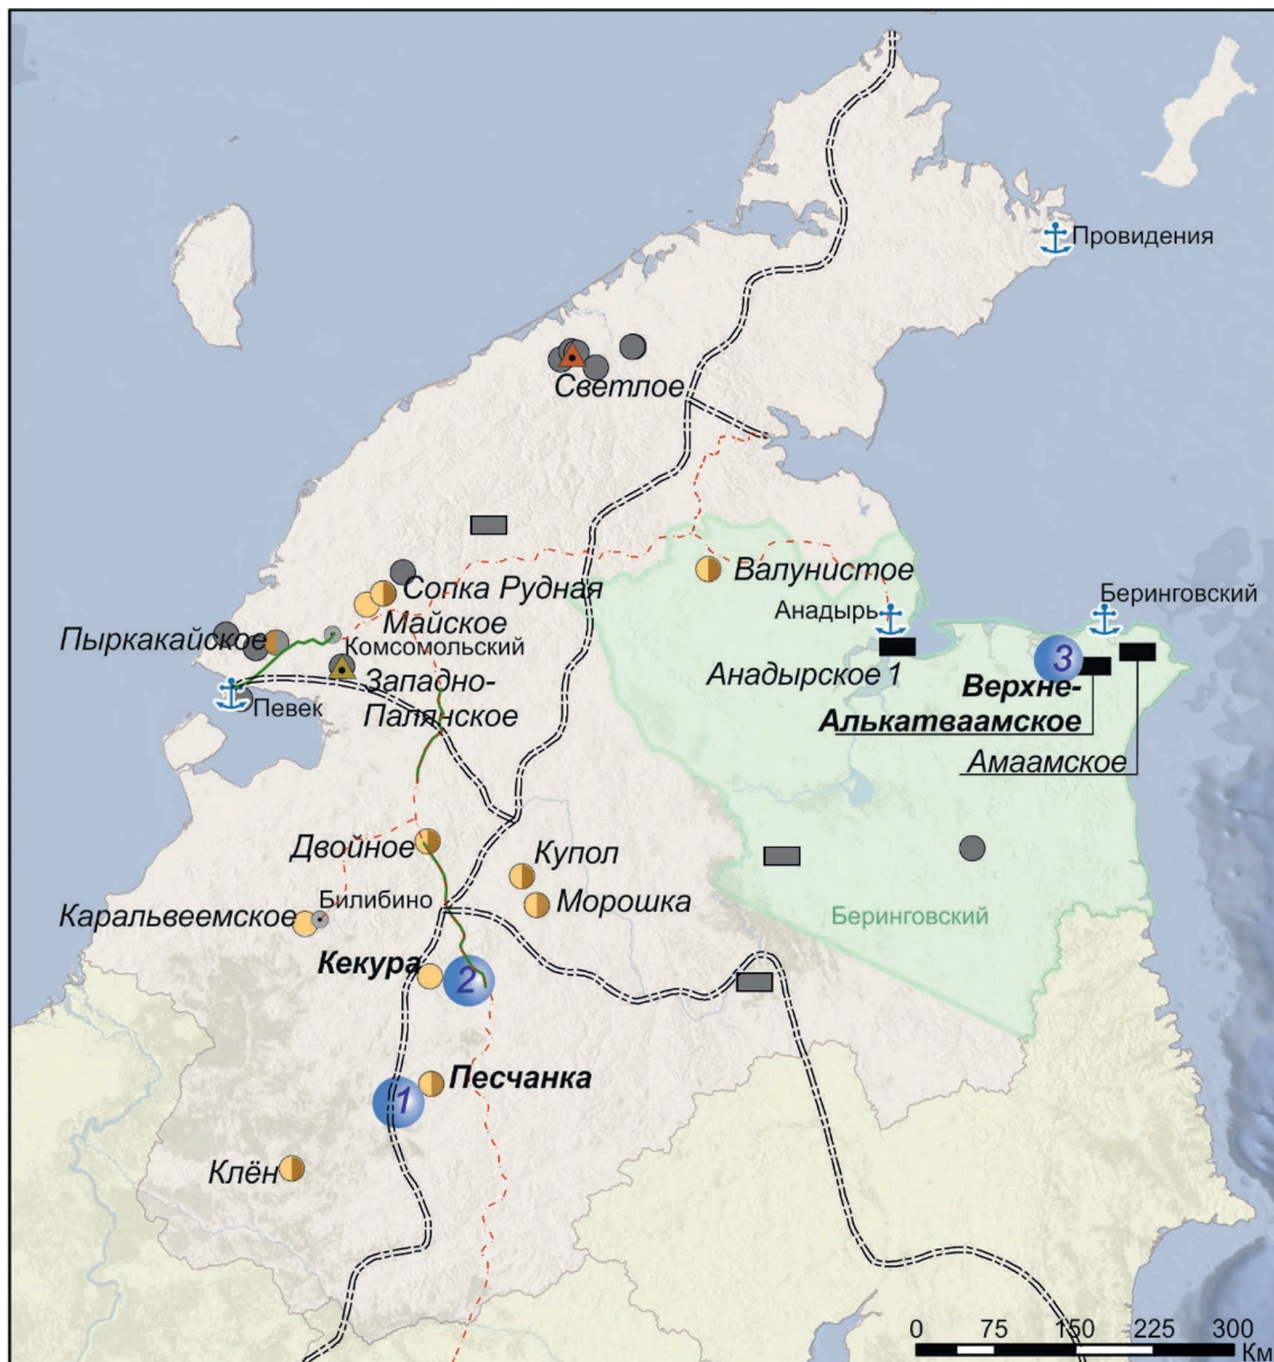 Провидения
Светлое
Сопка Рудная
Валунистое
Беринговский
Анадырь
Майское
Пыркакайское
Комсомольский
3
Анадырское 1
Западно-
Верхне-
Певек
Палянское
Алькатваамское
Амаамское
Двойное
Купол
Билибино
Морошка
Каральвеемское
Беринговский
Кекура
2
Песчанка
1
Клён
0 75 150 225 300
Км